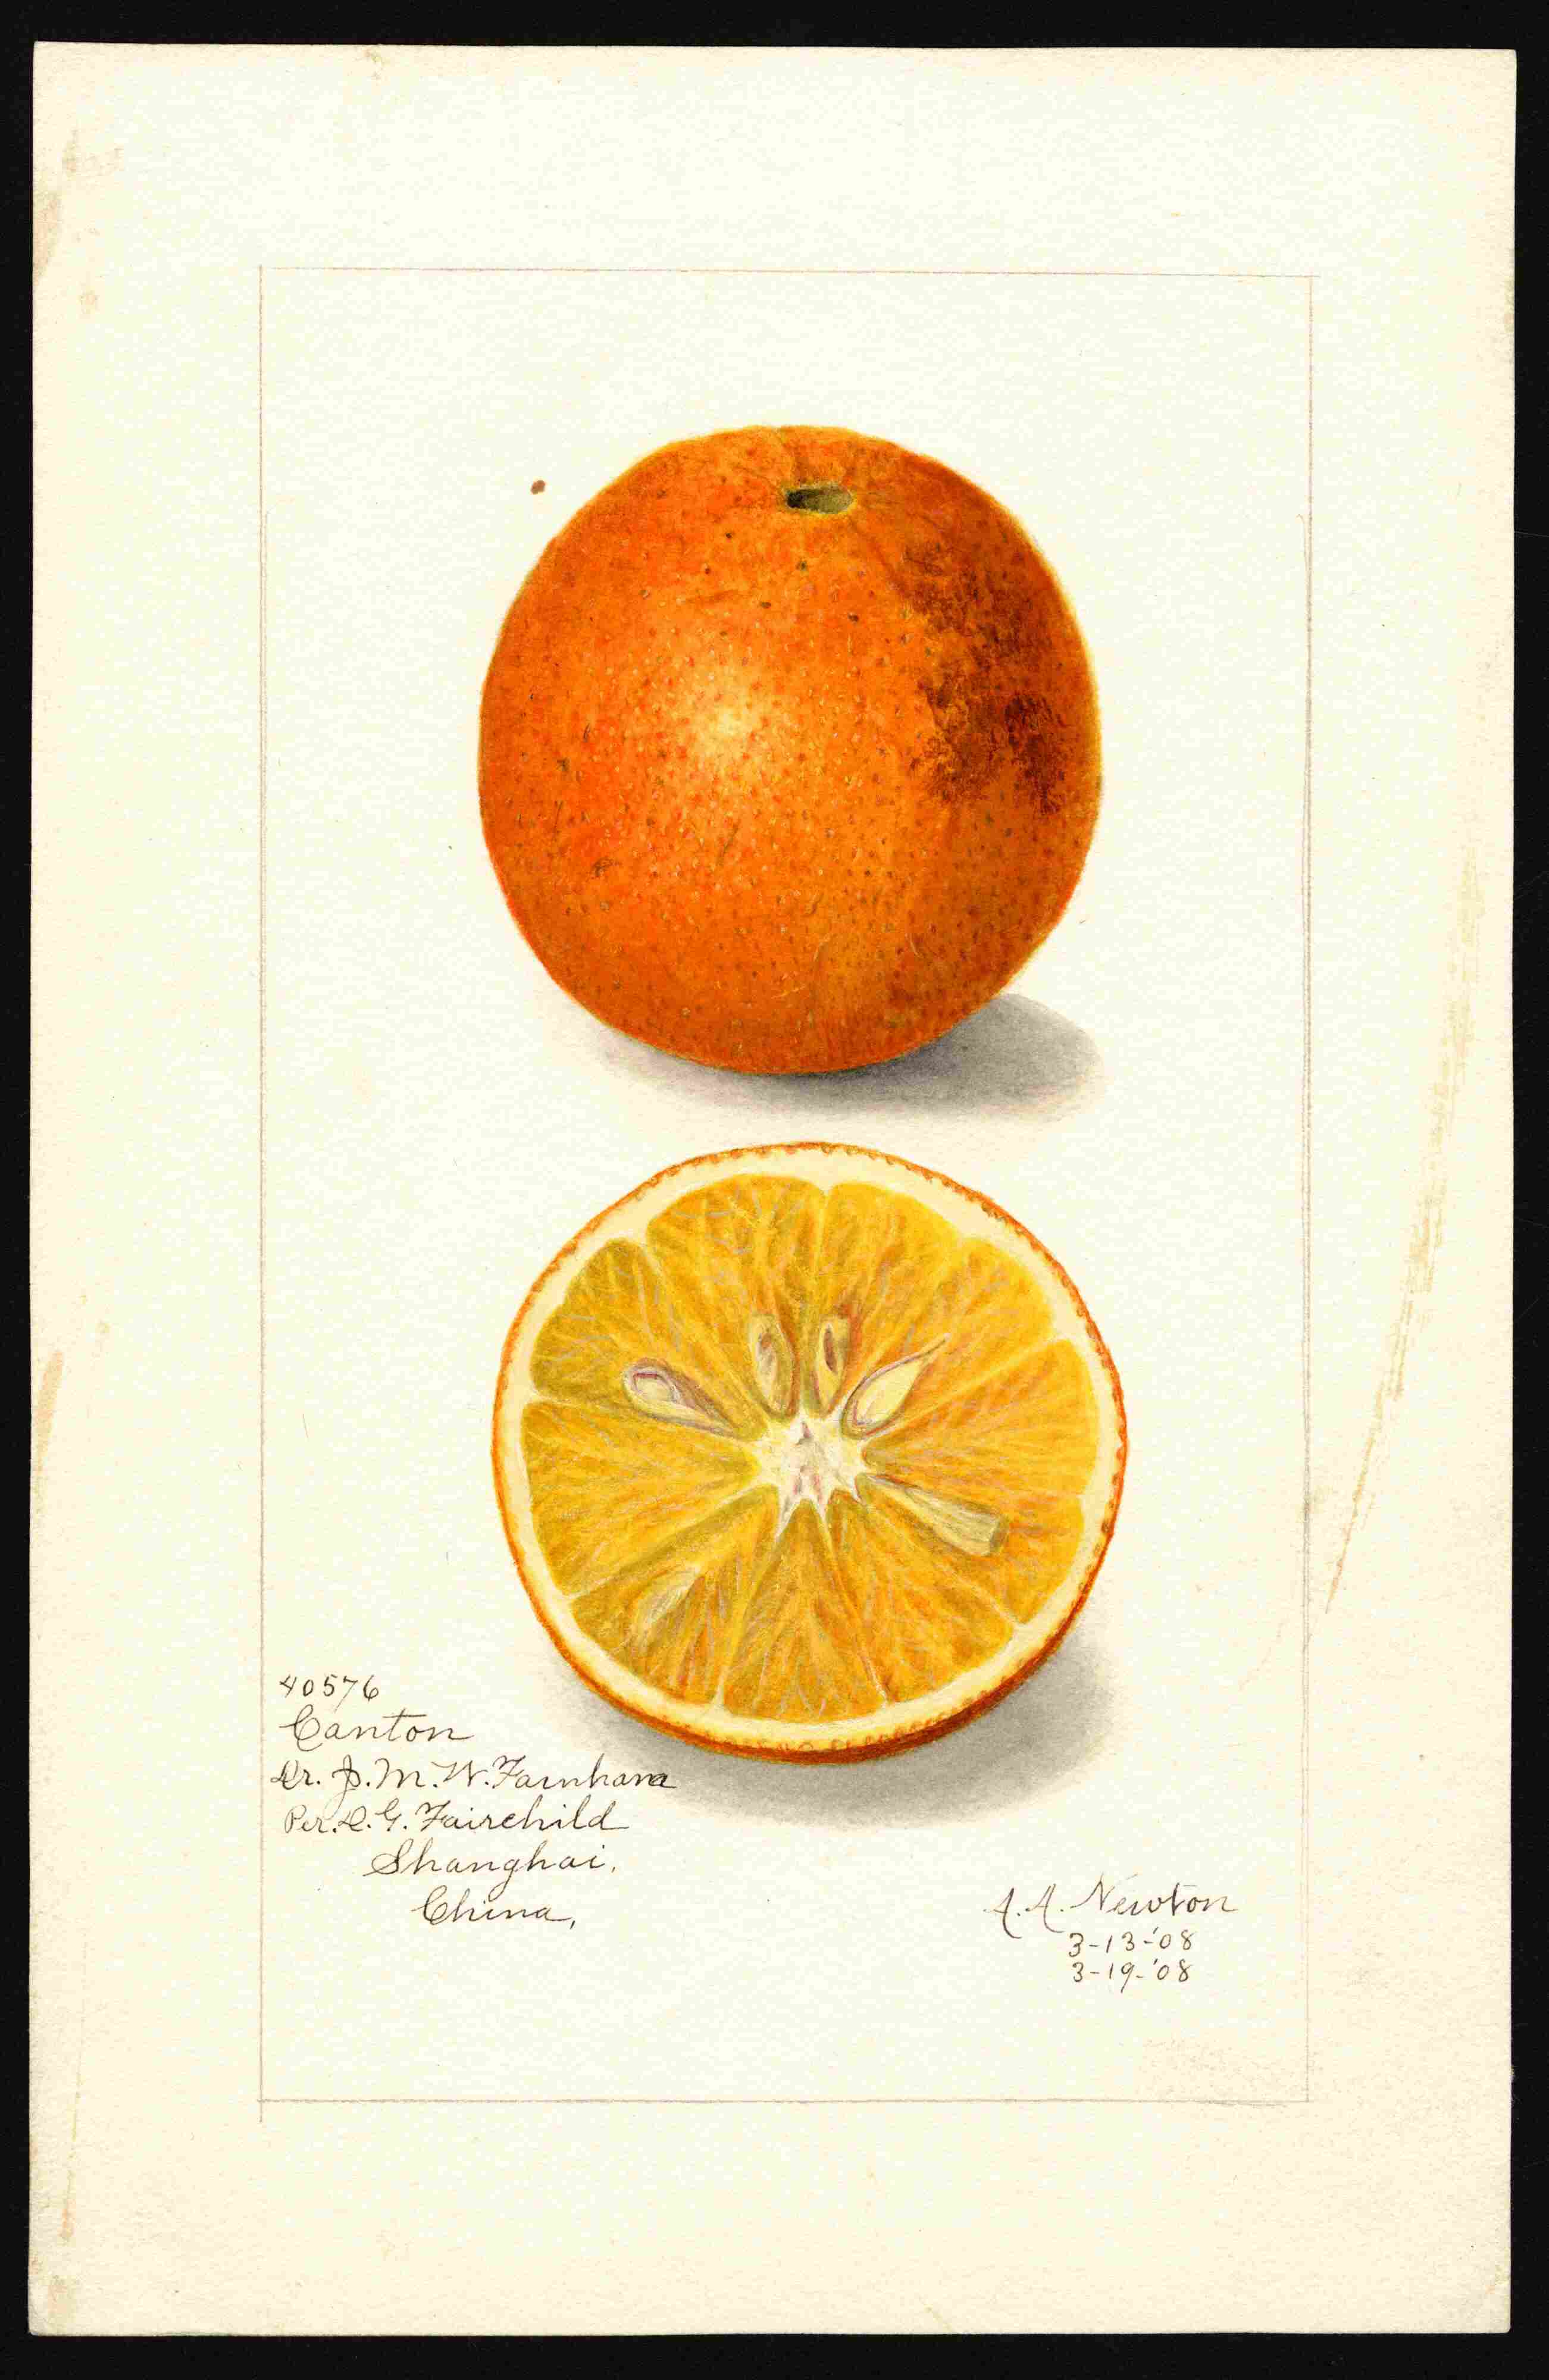 40576
Canton
Dr. J. M. W. Farnham
Per. D. G. Fairchild
Shanghai.
China,
A. A. Newton
3-13-'08
3-19-'08